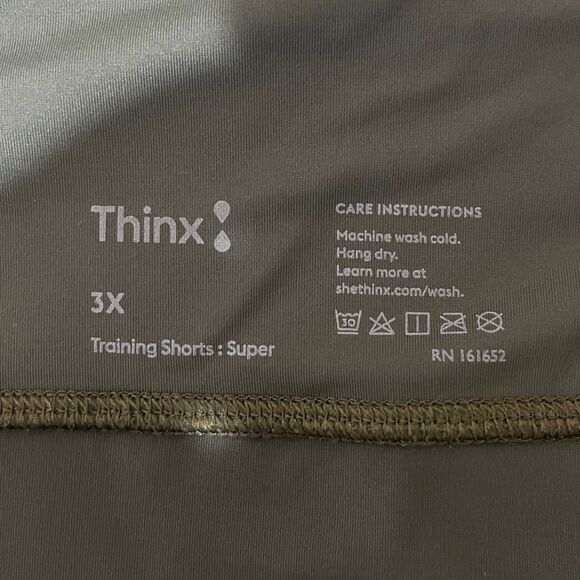 Thinx
3X
Training Shorts : Super
CARE INSTRUCTIONS
Machine wash cold.
Hang dry.
Learn more at
shethinx.com/wash.
30
RN 161652